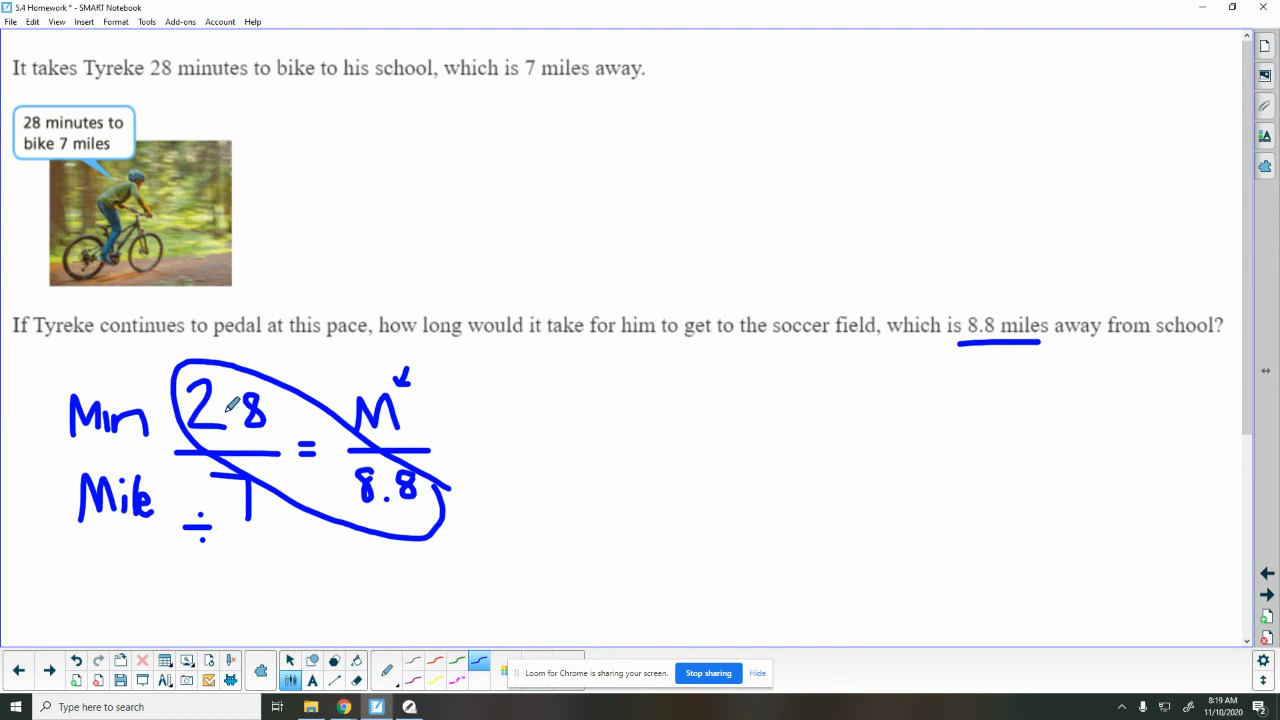 5.4 Homework * - SMART Notebook
File Edit View Insert Format Tools Add-ons Account Help
It takes Tyreke 28 minutes to bike to his school, which is 7 miles away.
28 minutes to
bike 7 miles
If Tyreke continues to pedal at this pace, how long would it take for him to get to the soccer field, which is 8.8 miles away from school?
Min 28 = M
Mile ÷ 7 8.8
Loom for Chrome is sharing your screen. Stop sharing Hide
Type here to search
8:19 AM
11/10/2020